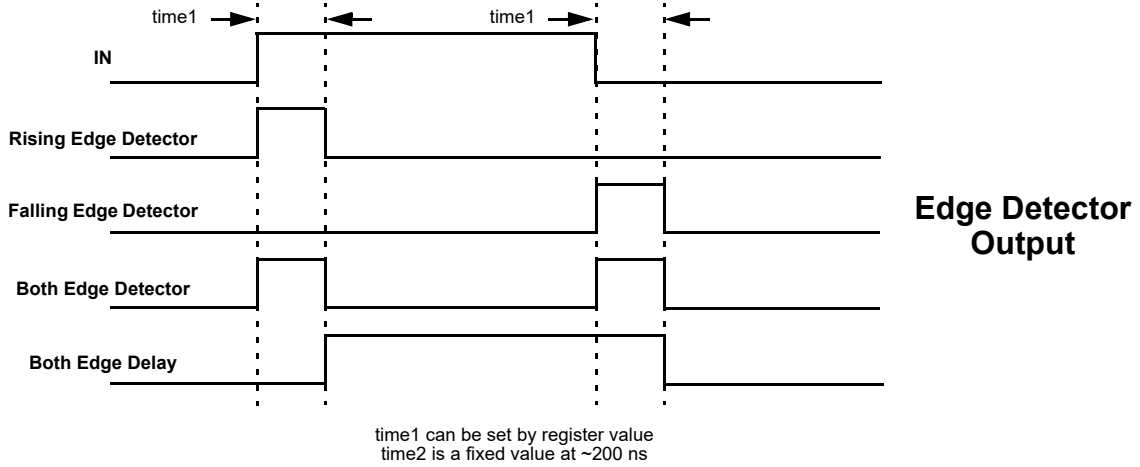 time1
time1
IN
Rising Edge Detector
Falling Edge Detector
Edge Detector
Output
Both Edge Detector
Both Edge Delay
time1 can be set by register value
time2 is a fixed value at ~200 ns